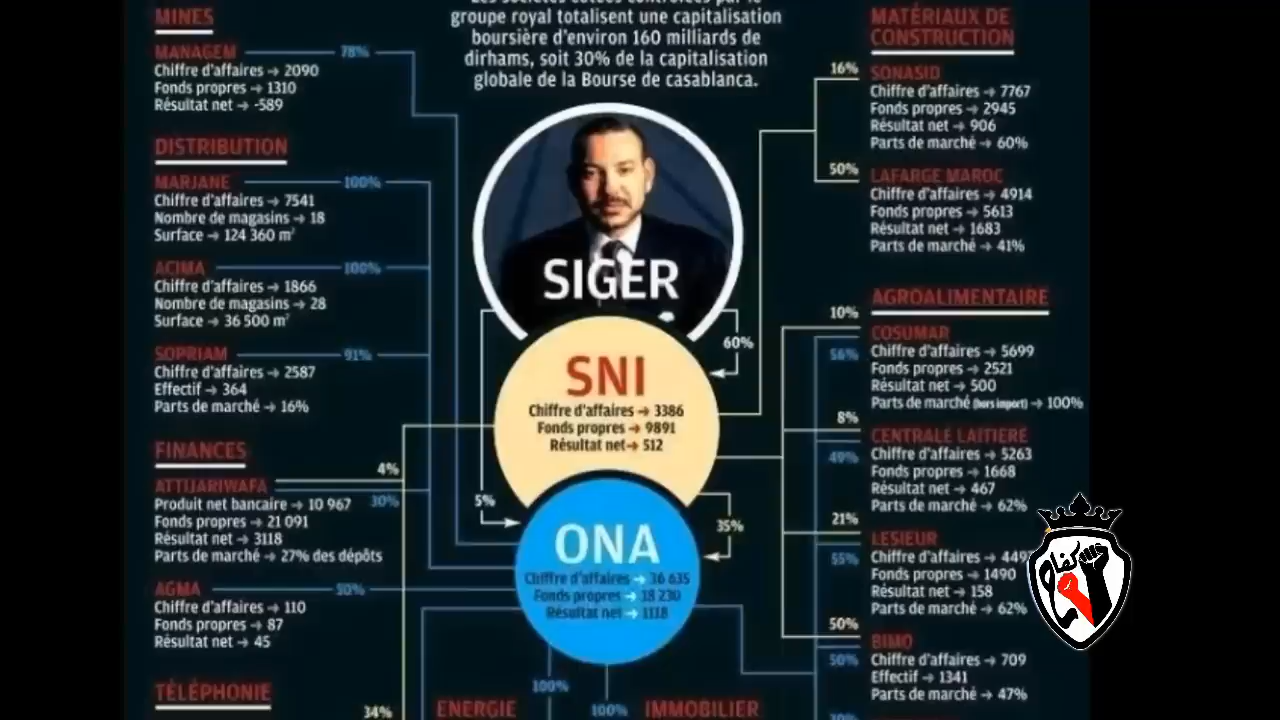 Les sociétés cotées contrôlées par le
groupe royal totalisent une capitalisation
boursière d'environ 160 milliards de
dirhams, soit 30% de la capitalisation
globale de la Bourse de casablanca.
MINES
MANAGEM 78%
Chiffre d'affaires → 2090
Fonds propres → 1310
Résultat net → -589
DISTRIBUTION
MARJANE 100%
Chiffre d'affaires → 7541
Nombre de magasins → 18
Surface → 124 360 m²
ACIMA 100%
Chiffre d'affaires → 1866
Nombre de magasins → 28
Surface → 36 500 m²
SOPRIAM 91%
Chiffre d'affaires → 2587
Effectif → 364
Parts de marché → 16%
FINANCES
4%
ATTIJARIWAFA
30%
Produit net bancaire → 10 967
Fonds propres → 21 091
Résultat net → 3118
Parts de marché → 27% des dépôts
AGMA 50%
Chiffre d'affaires → 110
Fonds propres → 87
Résultat net → 45
TÉLÉPHONIE
34%
SIGER
60%
SNI
Chiffre d'affaires → 3386
Fonds propres → 9891
Résultat net → 512
5%
35%
ONA
Chiffre d'affaires → 36 635
Fonds propres → 18 230
Résultat net → 1118
100%
ENERGIE
100%
IMMOBILIER
MATÉRIAUX DE
CONSTRUCTION
16%
SONASID
Chiffre d'affaires → 7767
Fonds propres → 2945
Résultat net → 906
Parts de marché → 60%
50%
LAFARGE MAROC
Chiffre d'affaires → 4914
Fonds propres → 5613
Résultat net → 1683
Parts de marché → 41%
AGROALIMENTAIRE
10%
COSUMAR
56%
Chiffre d'affaires → 5699
Fonds propres → 2521
Résultat net → 500
Parts de marché (hors import) → 100%
8%
CENTRALE LAITIERE
49%
Chiffre d'affaires → 5263
Fonds propres → 1668
Résultat net → 467
Parts de marché → 62%
21%
LESIEUR
55%
Chiffre d'affaires →
Fonds propres → 1490
Résultat net → 158
Parts de marché → 62%
50%
BIMO
50%
Chiffre d'affaires → 709
Effectif → 1341
Parts de marché → 47%